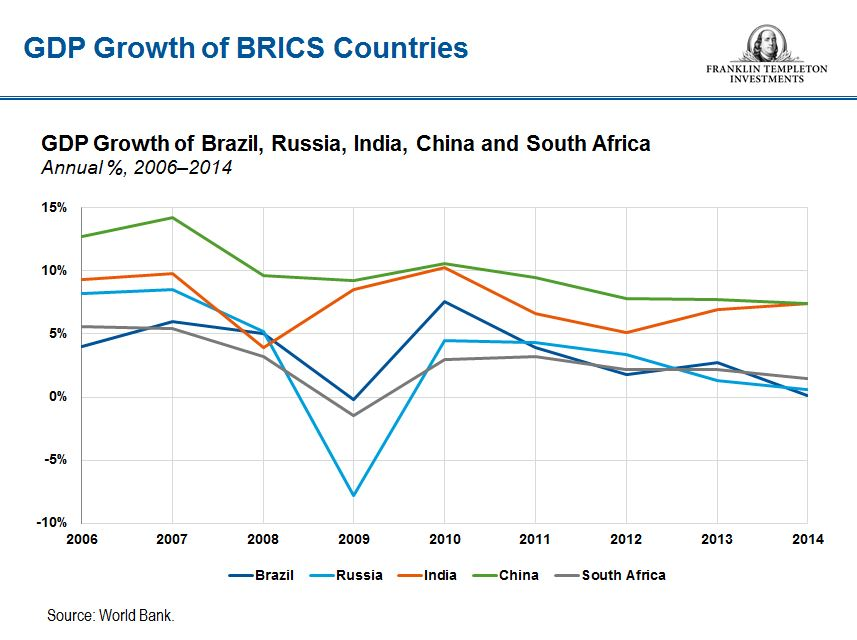 GDP Growth of BRICS Countries
FRANKLIN TEMPLETON
INVESTMENTS
GDP Growth of Brazil, Russia, India, China and South Africa
Annual %, 2006–2014
15%
10%
5%
0%
-5%
-10%
2006 2007 2008 2009 2010 2011 2012 2013 2014
Brazil Russia India China South Africa
Source: World Bank.